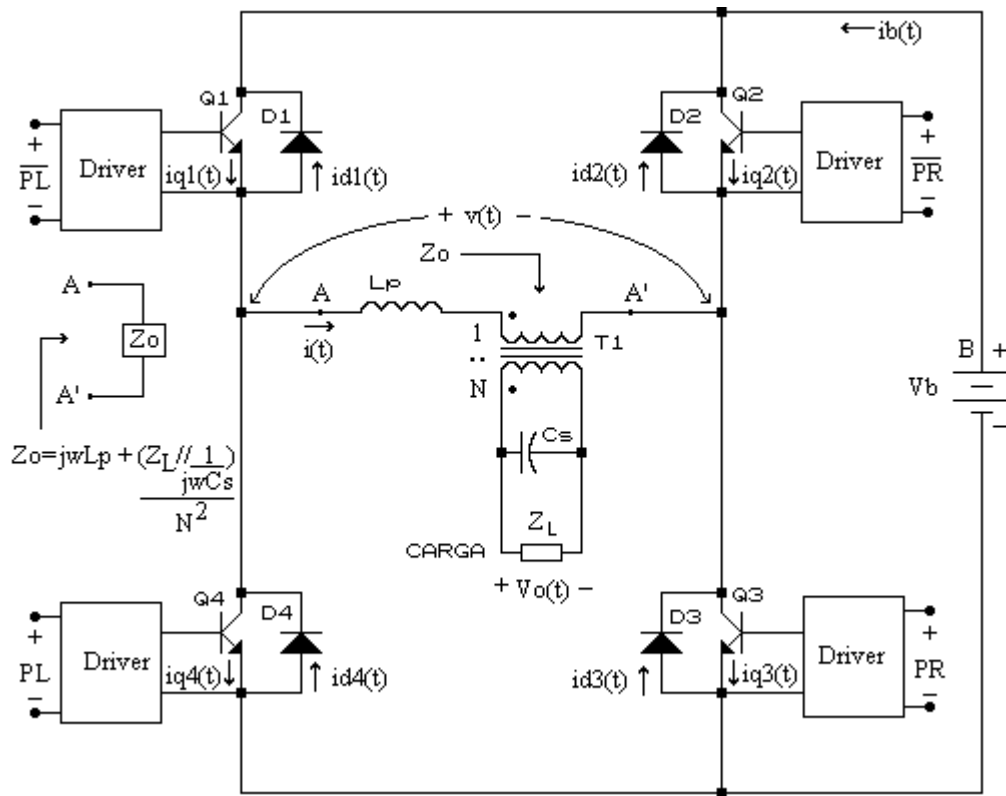 ib(t)
Q1
D1
D2
Q2
+
PL
−
Driver
iq1(t)
id1(t)
id2(t)
iq2(t)
Driver
+
PR
−
+ v(t) −
Zo
A
Zo
A'
A
Lp
A'
i(t)
1
:
N
T1
B
+
Vb
−
Zo=jwLp + (ZL//1/jwCs)/N²
Cs
ZL
CARGA
+ Vo(t) −
Q4
D4
D3
Q3
+
PL
−
Driver
iq4(t)
id4(t)
id3(t)
iq3(t)
Driver
+
PR
−